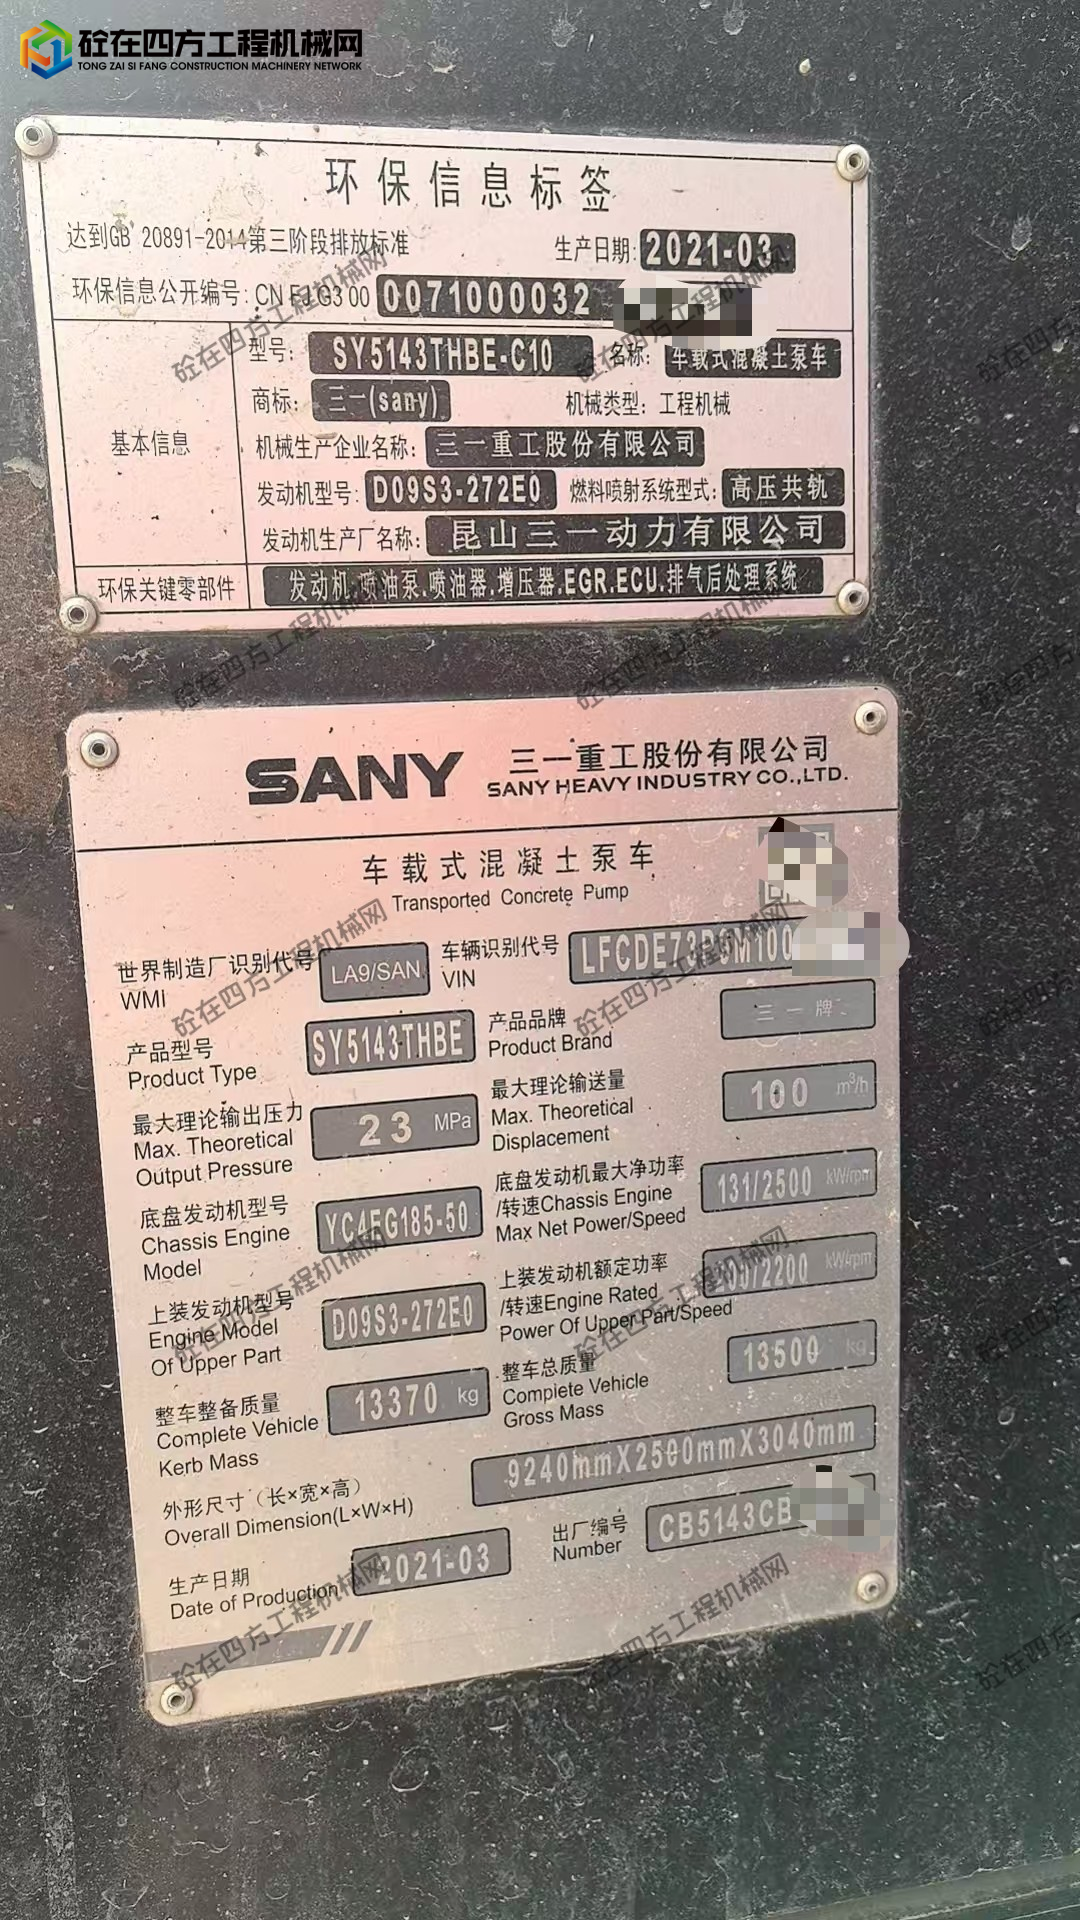 砼在四方工程机械网
TONG ZAI SI FANG CONSTRUCTION MACHINERY NETWORK
环保信息标签
达到GB 20891-2014第三阶段排放标准 生产日期: 2021-03
环保信息公开编号: CN FJ G3 00 0071000032
型号: SY5143THBE-C10 名称: 车载式混凝土泵车
商标: 三一(sany) 机械类型: 工程机械
基本信息
机械生产企业名称: 三一重工股份有限公司
发动机型号: D09S3-272E0 燃料喷射系统型式: 高压共轨
发动机生产厂名称: 昆山三一动力有限公司
环保关键零部件 发动机.喷油泵.喷油器.增压器.EGR.ECU.排气后处理系统
SANY 三一重工股份有限公司
SANY HEAVY INDUSTRY CO.,LTD.
车载式混凝土泵车
Transported Concrete Pump
世界制造厂识别代号 LA9/SAN 车辆识别代号
WMI VIN
产品型号 SY5143THBE 产品品牌 三一牌
Product Type Product Brand
最大理论输出压力 23 MPa 最大理论输送量 100 m³/h
Max. Theoretical Max. Theoretical
Output Pressure Displacement
底盘发动机型号 底盘发动机最大净功率 131/2500 kW/rpm
Chassis Engine /转速Chassis Engine
Model Max Net Power/Speed
上装发动机型号 D09S3-272E0 上装发动机额定功率 kW/rpm
Engine Model /转速Engine Rated
Of Upper Part Power Of Upper Part/Speed
整车整备质量 13370 kg 整车总质量 13500 kg
Complete Vehicle Complete Vehicle
Kerb Mass Gross Mass
外形尺寸（长×宽×高） 9240mmX2500mmX3040mm
Overall Dimension(L×W×H)
生产日期 2021-03 出厂编号 CB5143CB
Date of Production Number
砼在四方工程机械网